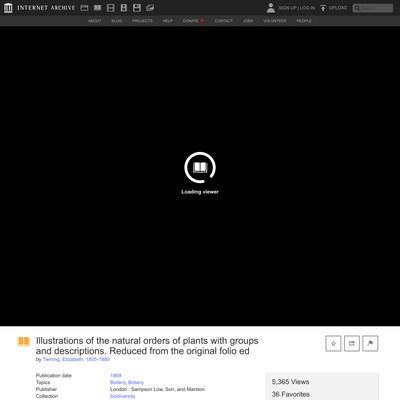 INTERNET ARCHIVE
SIGN UP | LOG IN
UPLOAD
Search
ABOUT BLOG PROJECTS HELP DONATE CONTACT JOBS VOLUNTEER PEOPLE
Loading viewer
Illustrations of the natural orders of plants with groups
and descriptions. Reduced from the original folio ed
by Twining, Elizabeth, 1805-1889
Publication date 1868
Topics Botany, Botany
Publisher London : Sampson Low, Son, and Marston
Collection biodiversity
5,365 Views
36 Favorites